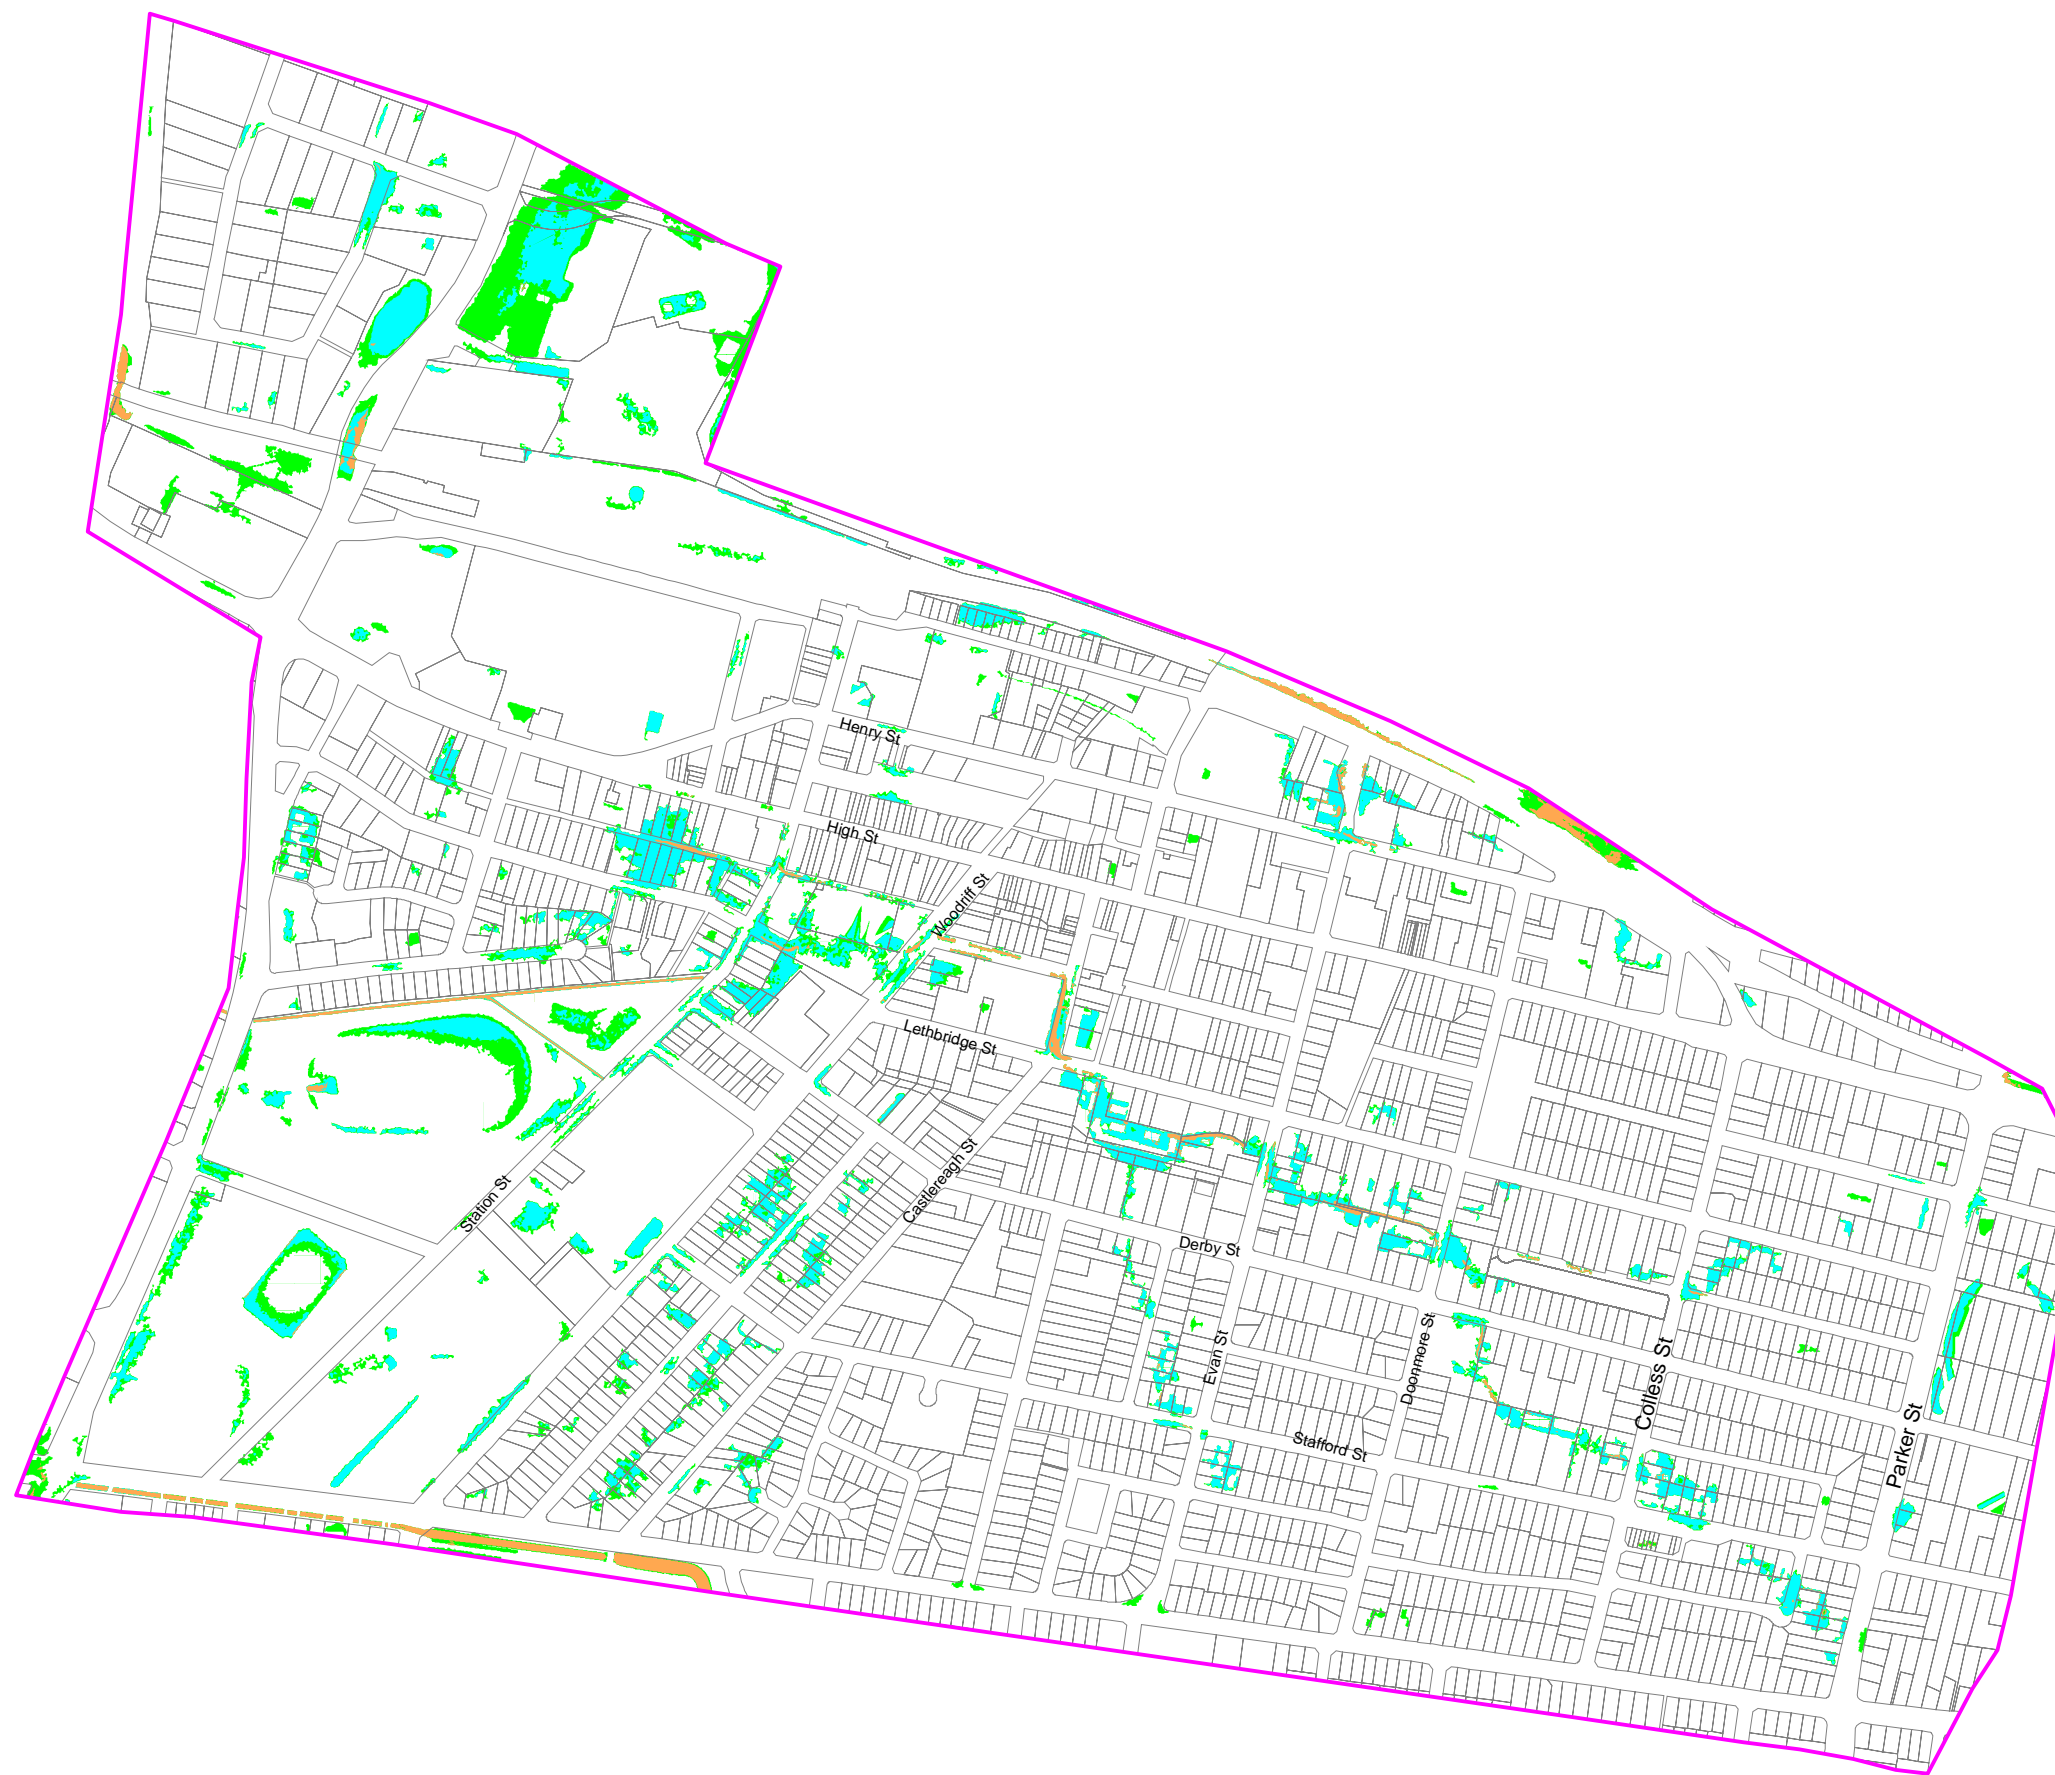 Henry St
High St
Woodriff St
Lethbridge St
Castlereagh St
Station St
Derby St
Evan St
Doonmore St
Colless St
Parker St
Stafford St